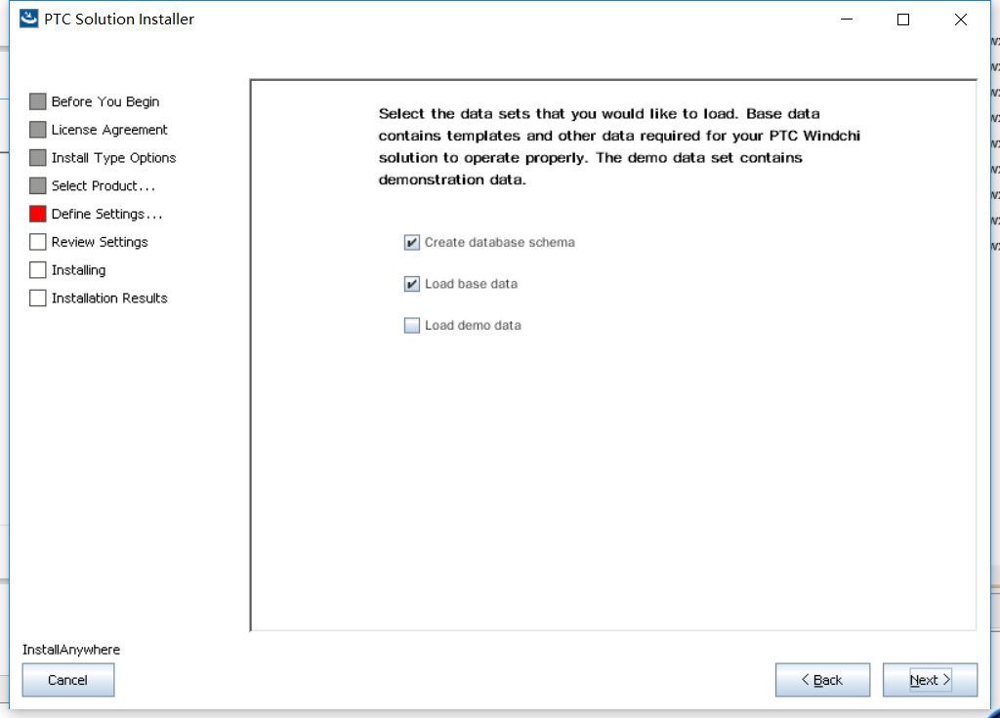 PTC Solution Installer
Before You Begin
License Agreement
Install Type Options
Select Product...
Define Settings...
Review Settings
Installing
Installation Results
Select the data sets that you would like to load. Base data
contains templates and other data required for your PTC Windchi
solution to operate properly. The demo data set contains
demonstration data.
Create database schema
Load base data
Load demo data
InstallAnywhere
Cancel
< Back
Next >